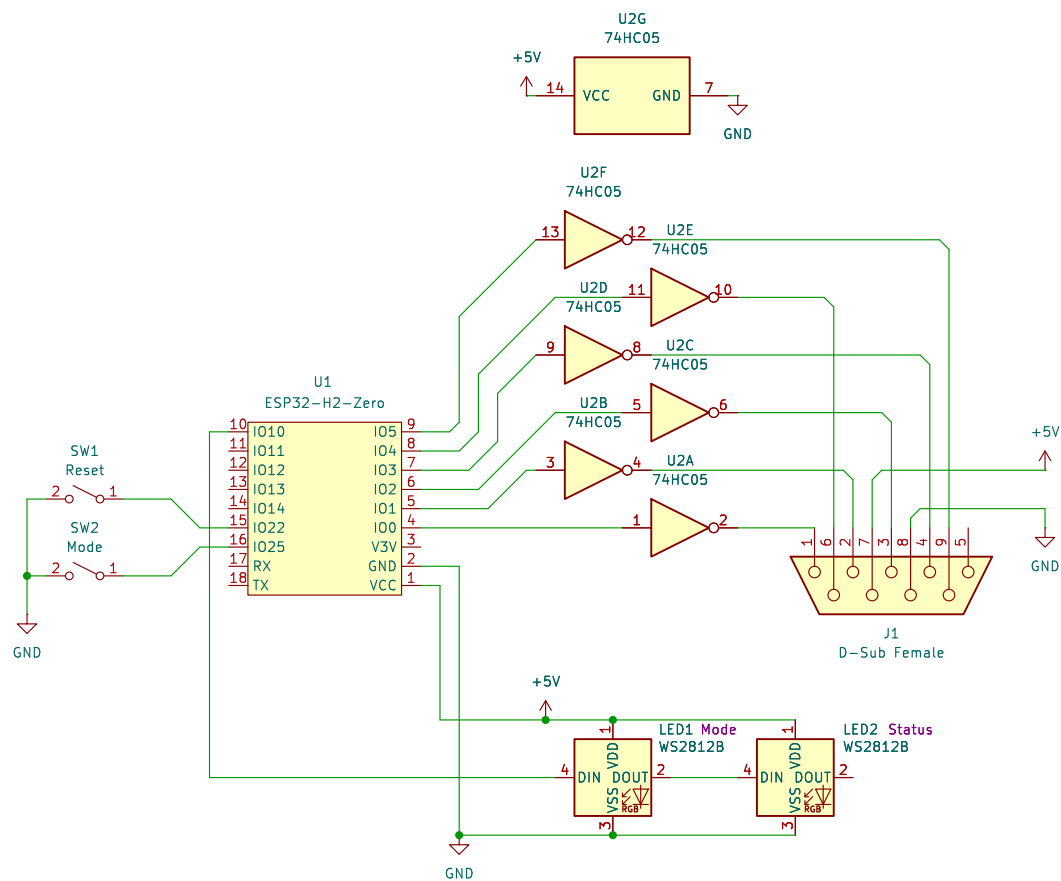 U2G
74HC05
+5V
14 VCC GND 7
GND
U2F
74HC05
13 12
U2E
74HC05
11 10
U2D
74HC05
9 8
U2C
74HC05
5 6
U2B
74HC05
3 4
U2A
74HC05
1 2
U1
ESP32-H2-Zero
10 IO10 IO5 9
11 IO11 IO4 8
12 IO12 IO3 7
13 IO13 IO2 6
14 IO14 IO1 5
15 IO22 IO0 4
16 IO25 V3V 3
17 RX GND 2
18 TX VCC 1
SW1
Reset
2 1
SW2
Mode
2 1
GND
+5V
GND
1 6 2 7 3 8 4 9 5
J1
D-Sub Female
+5V
LED1 Mode
WS2812B
1
VDD
4 DIN DOUT 2
VSS
RGB
3
LED2 Status
WS2812B
1
VDD
4 DIN DOUT 2
VSS
RGB
3
GND